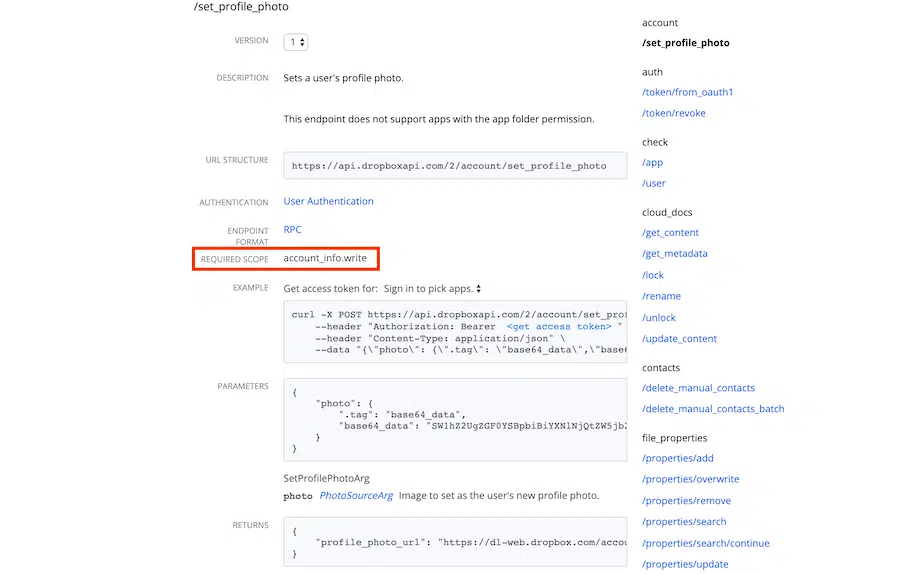 /set_profile_photo
VERSION
1
DESCRIPTION
Sets a user's profile photo.
This endpoint does not support apps with the app folder permission.
URL STRUCTURE
https://api.dropboxapi.com/2/account/set_profile_photo
AUTHENTICATION
User Authentication
ENDPOINT
FORMAT
RPC
REQUIRED SCOPE
account_info.write
EXAMPLE
Get access token for: Sign in to pick apps.
curl -X POST https://api.dropboxapi.com/2/account/set_prof
--header "Authorization: Bearer <get access token> "
--header "Content-Type: application/json" \
--data "{\"photo\": {\".tag\": \"base64_data\",\"base6
PARAMETERS
{
"photo": {
".tag": "base64_data",
"base64_data": "SW1hZ2UgZGF0YSBpbiBiYXNlNjQtZW5jb2
}
}
SetProfilePhotoArg
photo PhotoSourceArg Image to set as the user's new profile photo.
RETURNS
{
"profile_photo_url": "https://dl-web.dropbox.com/accou
}
account
/set_profile_photo
auth
/token/from_oauth1
/token/revoke
check
/app
/user
cloud_docs
/get_content
/get_metadata
/lock
/rename
/unlock
/update_content
contacts
/delete_manual_contacts
/delete_manual_contacts_batch
file_properties
/properties/add
/properties/overwrite
/properties/remove
/properties/search
/properties/search/continue
/properties/update